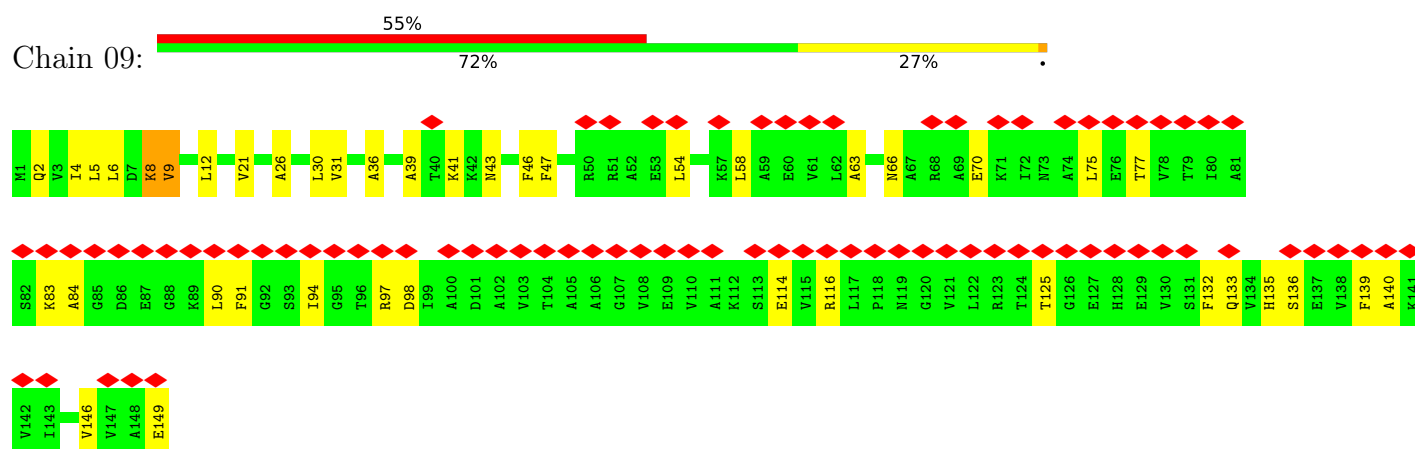 55%
Chain 09:
72% 27% •
M1 Q2 V3 I4 L5 L6 D7 K8 V9 L12 V21 A26 L30 V31 A36 A39 T40 K41 K42 N43 F46 F47 R50 R51 A52 E53 L54 K57 L58 A59 E60 V61 L62 A63 N66 A67 R68 A69 E70 K71 I72 N73 A74 L75 E76 T77 V78 T79 I80 A81
S82 K83 A84 G85 D86 E87 G88 K89 L90 F91 G92 S93 I94 G95 T96 R97 D98 I99 A100 D101 A102 V103 T104 A105 A106 G107 V108 E109 V110 A111 K112 S113 E114 V115 R116 L117 P118 N119 G120 V121 L122 R123 T124 T125 G126 E127 H128 E129 V130 S131 F132 Q133 V134 H135 S136 E137 V138 F139 A140 K141
V142 I143 V146 V147 A148 E149